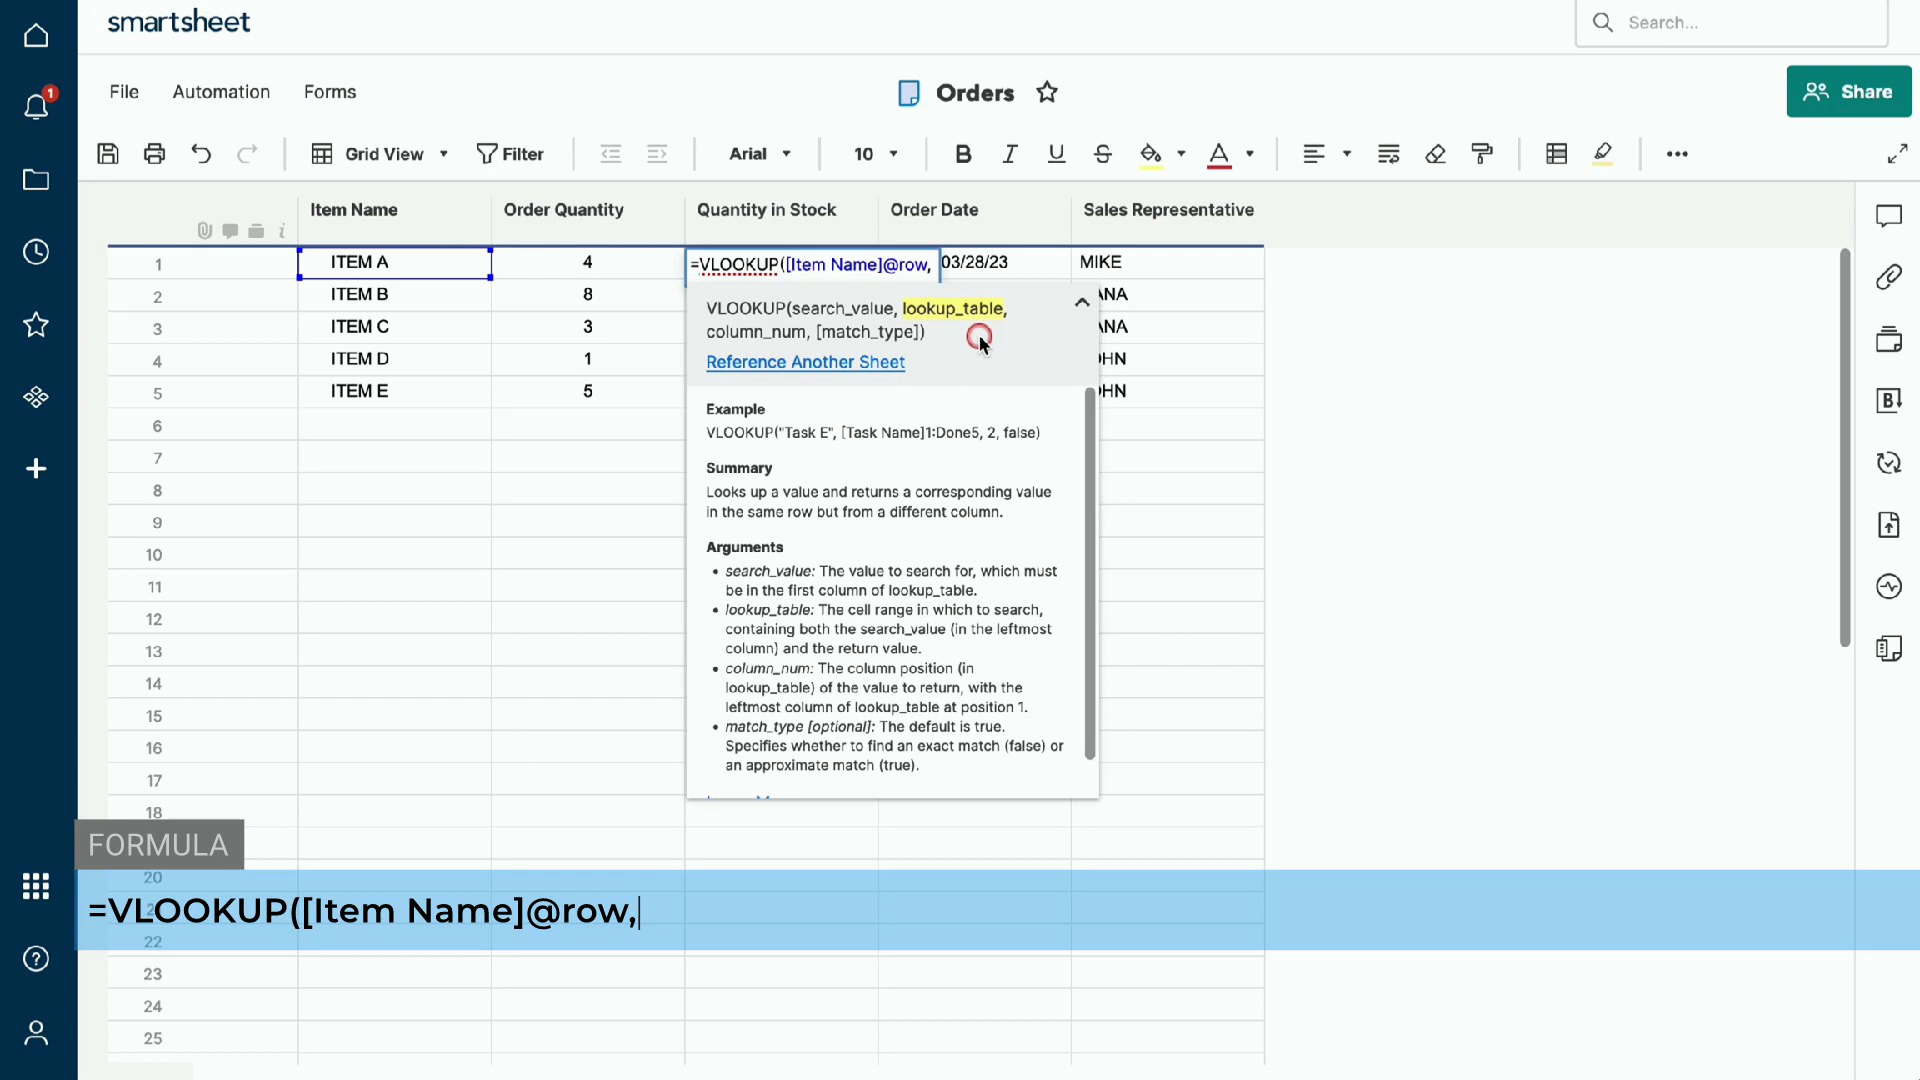 smartsheet
Search...
1
File
Automation
Forms
Orders
Share
Grid View
Filter
Arial
10
Item Name
Order Quantity
Quantity in Stock
Order Date
Sales Representative
1
ITEM A
4
=VLOOKUP([Item Name]@row,
03/28/23
MIKE
2
ITEM B
8
ANA
3
ITEM C
3
ANA
4
ITEM D
1
OHN
5
ITEM E
5
OHN
VLOOKUP(search_value, lookup_table,
column_num, [match_type])
Reference Another Sheet
Example
VLOOKUP("Task E", [Task Name]1:Done5, 2, false)
Summary
Looks up a value and returns a corresponding value
in the same row but from a different column.
Arguments
• search_value: The value to search for, which must
be in the first column of lookup_table.
• lookup_table: The cell range in which to search,
containing both the search_value (in the leftmost
column) and the return value.
• column_num: The column position (in
lookup_table) of the value to return, with the
leftmost column of lookup_table at position 1.
• match_type [optional]: The default is true.
Specifies whether to find an exact match (false) or
an approximate match (true).
6
7
8
9
10
11
12
13
14
15
16
17
18
FORMULA
20
=VLOOKUP([Item Name]@row,
22
23
24
25